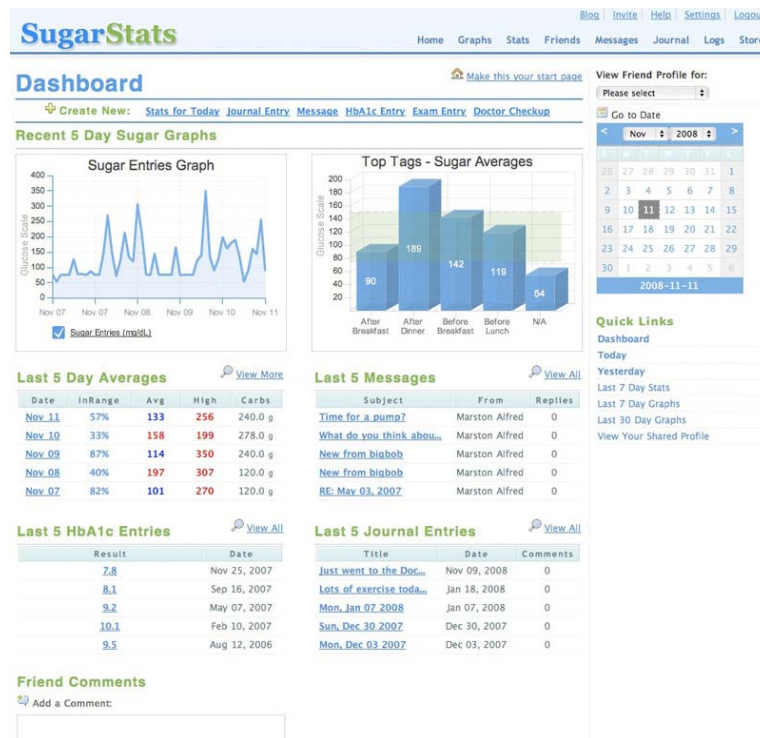 Blog Invite Help Settings
SugarStats
Home Graphs Stats Friends Messages Journal Logs
Dashboard
Make this your start page
Create New: Stats for Today Journal Entry Message HbA1c Entry Exam Entry Doctor Checkup
Recent 5 Day Sugar Graphs
Sugar Entries Graph
Glucose Scale
400
350
300
250
200
150
100
50
0
Nov 07 Nov 07 Nov 08 Nov 09 Nov 10 Nov 11
Sugar Entries (mg/dL)
Top Tags - Sugar Averages
Glucose Scale
200
180
160
140
120
100
80
60
40
20
90 189 142 119 54
After Breakfast After Dinner Before Breakfast Before Lunch N/A
Last 5 Day Averages
View More
Date InRange Avg High Carbs
Nov 11 57% 133 256 240.0 g
Nov 10 33% 158 199 278.0 g
Nov 09 87% 114 350 240.0 g
Nov 08 40% 197 307 120.0 g
Nov 07 82% 101 270 120.0 g
Last 5 Messages
View All
Subject From Replies
Time for a pump? Marston Alfred 0
What do you think abou... Marston Alfred 0
New from bigbob Marston Alfred 0
New from bigbob Marston Alfred 0
RE: May 03, 2007 Marston Alfred 0
Last 5 HbA1c Entries
View All
Result Date
7.8 Nov 25, 2007
8.1 Sep 16, 2007
9.2 May 07, 2007
10.1 Feb 10, 2007
9.5 Aug 12, 2006
Last 5 Journal Entries
View All
Title Date Comments
Just went to the Doc... Nov 09, 2008 0
Lots of exercise toda... Jan 18, 2008 0
Mon, Jan 07 2008 Jan 07, 2008 0
Sun, Dec 30 2007 Dec 30, 2007 0
Mon, Dec 03 2007 Dec 03, 2007 0
Friend Comments
Add a Comment:
View Friend Profile for:
Please select
Go to Date
< Nov 2008 >
26 27 28 29 30 31 1
2 3 4 5 6 7 8
9 10 11 12 13 14 15
16 17 18 19 20 21 22
23 24 25 26 27 28 29
30 1 2 3 4 5 6
2008-11-11
Quick Links
Dashboard
Today
Yesterday
Last 7 Day Stats
Last 7 Day Graphs
Last 30 Day Graphs
View Your Shared Profile